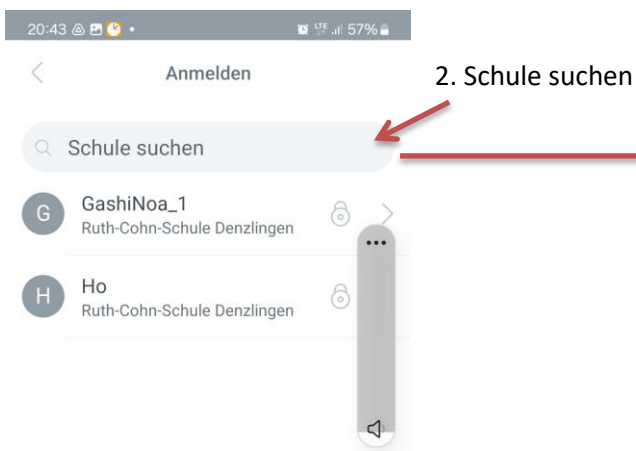 20:43 LTE 57%
Anmelden
2. Schule suchen
Schule suchen
G GashiNoa_1
Ruth-Cohn-Schule Denzlingen
H Ho
Ruth-Cohn-Schule Denzlingen